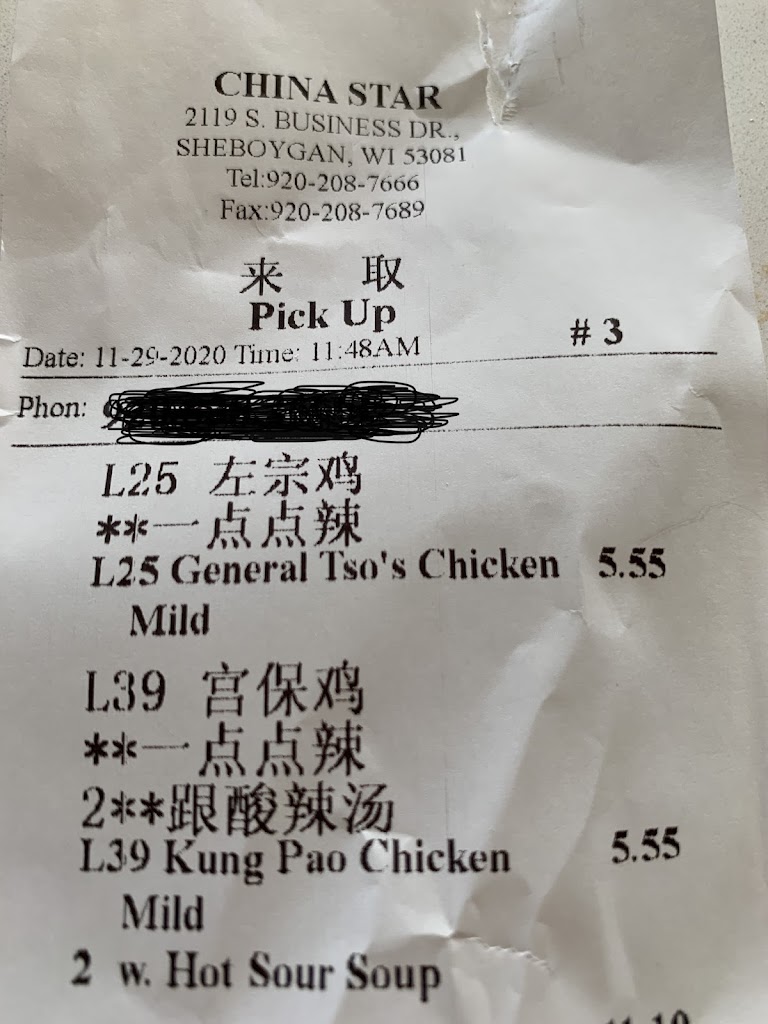 CHINA STAR
2119 S. BUSINESS DR.,
SHEBOYGAN, WI 53081
Tel:920-208-7666
Fax:920-208-7689
来 取
Pick Up
# 3
Date: 11-29-2020 Time: 11:48AM
Phon:
L25 左宗鸡
**一点点辣
L25 General Tso's Chicken 5.55
Mild
L39 宫保鸡
**一点点辣
2**跟酸辣汤
L39 Kung Pao Chicken 5.55
Mild
2 w. Hot Sour Soup